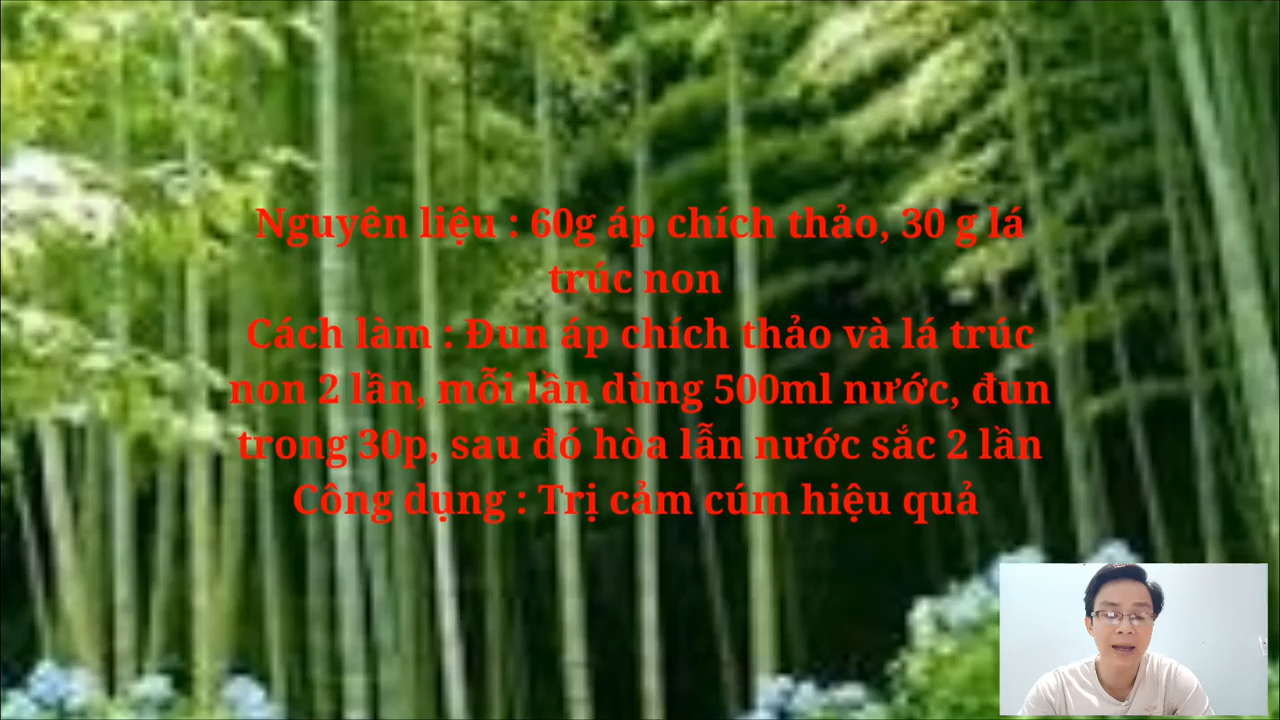 Nguyên liệu : 60g áp chích thảo, 30 g lá
trúc non
Cách làm : Đun áp chích thảo và lá trúc
non 2 lần, mỗi lần dùng 500ml nước, đun
trong 30p, sau đó hòa lẫn nước sắc 2 lần
Công dụng : Trị cảm cúm hiệu quả